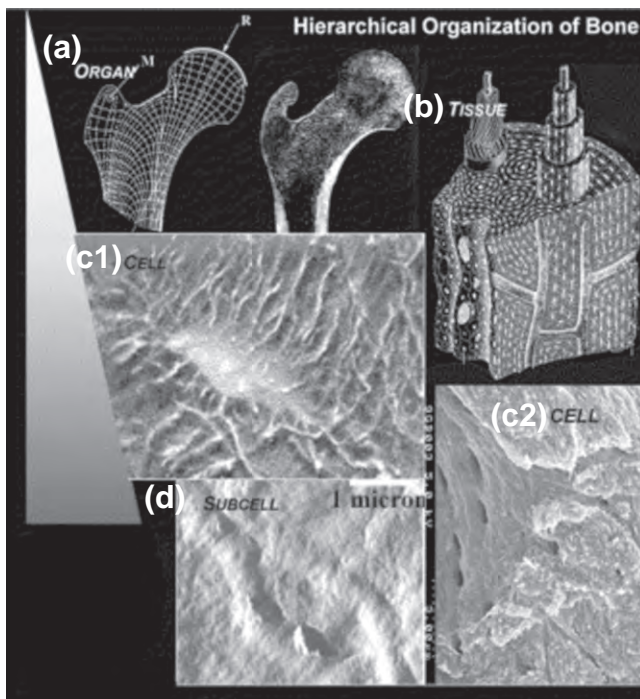 Hierarchical Organization of Bone
(a)
R
M
ORGAN
(b) TISSUE
(c1) CELL
(c2) CELL
(d) SUBCELL
1 micron